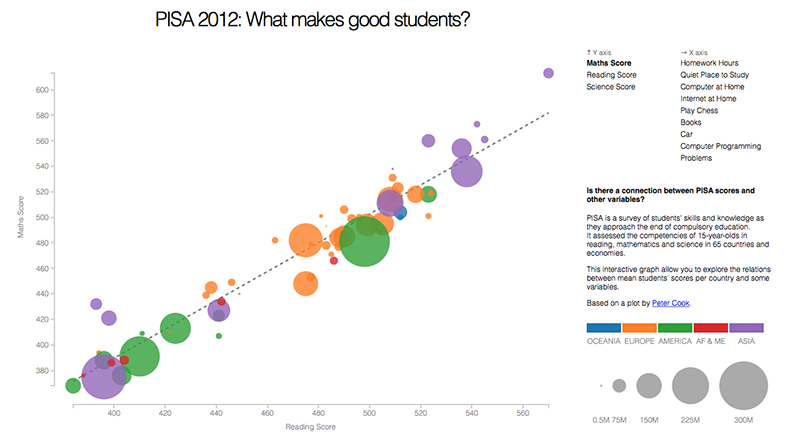 PISA 2012: What makes good students?
↑ Y axis
Maths Score
Reading Score
Science Score
→ X axis
Homework Hours
Quiet Place to Study
Computer at Home
Internet at Home
Play Chess
Books
Car
Computer Programming
Problems
600
580
560
540
520
500
480
460
440
420
400
380
Maths Score
400
420
440
460
480
500
520
540
560
Reading Score
Is there a connection between PISA scores and
other variables?
PISA is a survey of students' skills and knowledge as
they approach the end of compulsory education.
It assessed the competencies of 15-year-olds in
reading, mathematics and science in 65 countries and
economies.
This interactive graph allow you to explore the relations
between mean students' scores per country and some
variables.
Based on a plot by Peter Cook.
OCEANIA EUROPE AMERICA AF & ME ASIA
0.5M 75M 150M 225M 300M